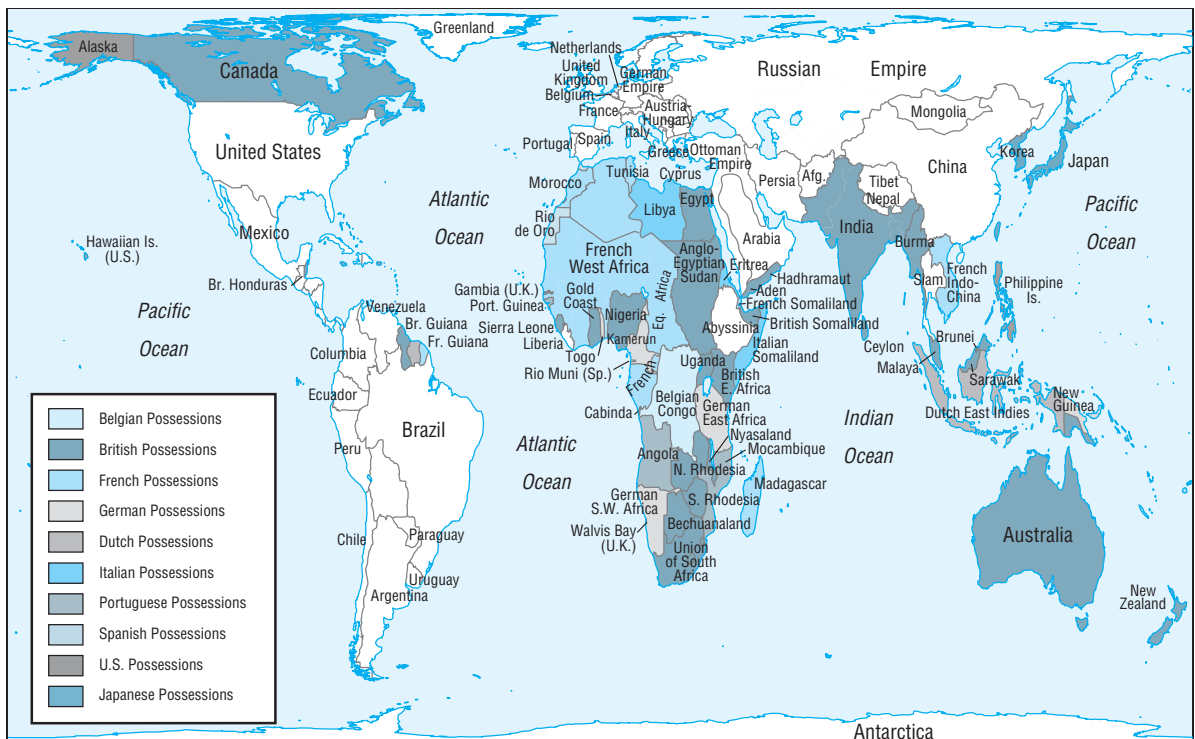 Greenland
Alaska
Canada
Netherlands
United
Kingdom
German
Empire
Belgium
Russian Empire
France
Austria-
Hungary
Mongolia
United States
Portugal
Spain
Italy
Greece
Ottoman
Empire
China
Korea
Japan
Tunisia
Cyprus
Persia
Afg.
Tibet
Nepal
Morocco
Atlantic
Ocean
Libya
Egypt
Pacific
Ocean
Rio
de Oro
Mexico
Hawaiian Is.
(U.S.)
Arabia
India
Burma
French
West Africa
Anglo-
Egyptian
Sudan
Eritrea
Hadhramaut
Siam
French
Indo-
China
Philippine
Is.
Br. Honduras
Gambia (U.K.)
Port. Guinea
Gold
Coast
Aden
French Somaliland
Pacific
Ocean
Venezuela
Br. Guiana
Fr. Guiana
Sierra Leone
Liberia
Nigeria
Kamerun
French Eq. Africa
Abyssinia
British Somaliland
Italian
Somaliland
Columbia
Togo
Rio Muni (Sp.)
Uganda
British
E. Africa
Ceylon
Malaya
Brunei
Sarawak
Ecuador
Cabinda
Belgian
Congo
German
East Africa
Indian
Ocean
Dutch East Indies
New
Guinea
Brazil
Peru
Atlantic
Ocean
Angola
Nyasaland
Mocambique
N. Rhodesia
German
S.W. Africa
S. Rhodesia
Madagascar
Walvis Bay
(U.K.)
Bechuanaland
Union
of South
Africa
Chile
Paraguay
Uruguay
Argentina
Australia
New
Zealand
Antarctica
Belgian Possessions
British Possessions
French Possessions
German Possessions
Dutch Possessions
Italian Possessions
Portuguese Possessions
Spanish Possessions
U.S. Possessions
Japanese Possessions